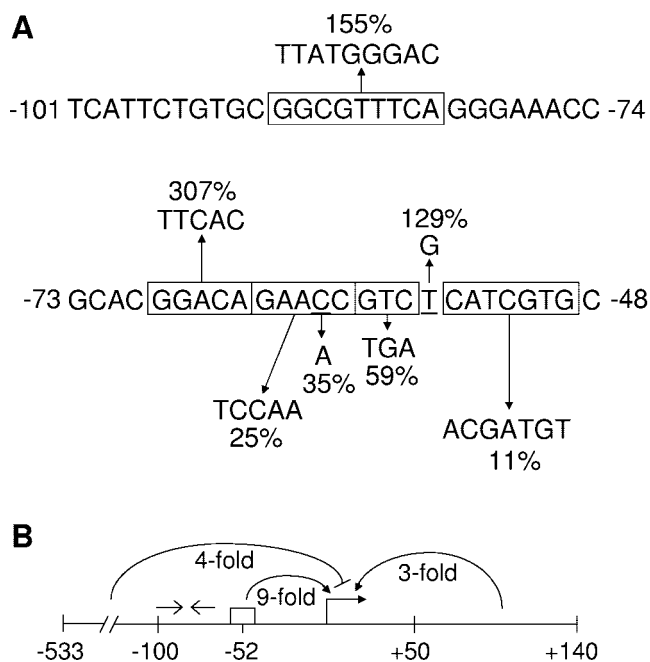 A
155%
TTATGGGAC
-101 TCATTCTGTGC GGCGTTTCA GGGAAACC -74
307%
TTCAC
129%
G
-73 GCAC GGACA GAACC GTC T CATCGTG C -48
A
35%
TGA
59%
TCCAA
25%
ACGATGT
11%
B
4-fold
9-fold
3-fold
-533
-100
-52
+50
+140